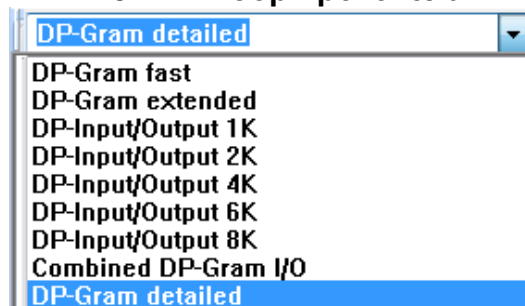 DP-Gram detailed
DP-Gram fast
DP-Gram extended
DP-Input/Output 1K
DP-Input/Output 2K
DP-Input/Output 4K
DP-Input/Output 6K
DP-Input/Output 8K
Combined DP-Gram I/O
DP-Gram detailed